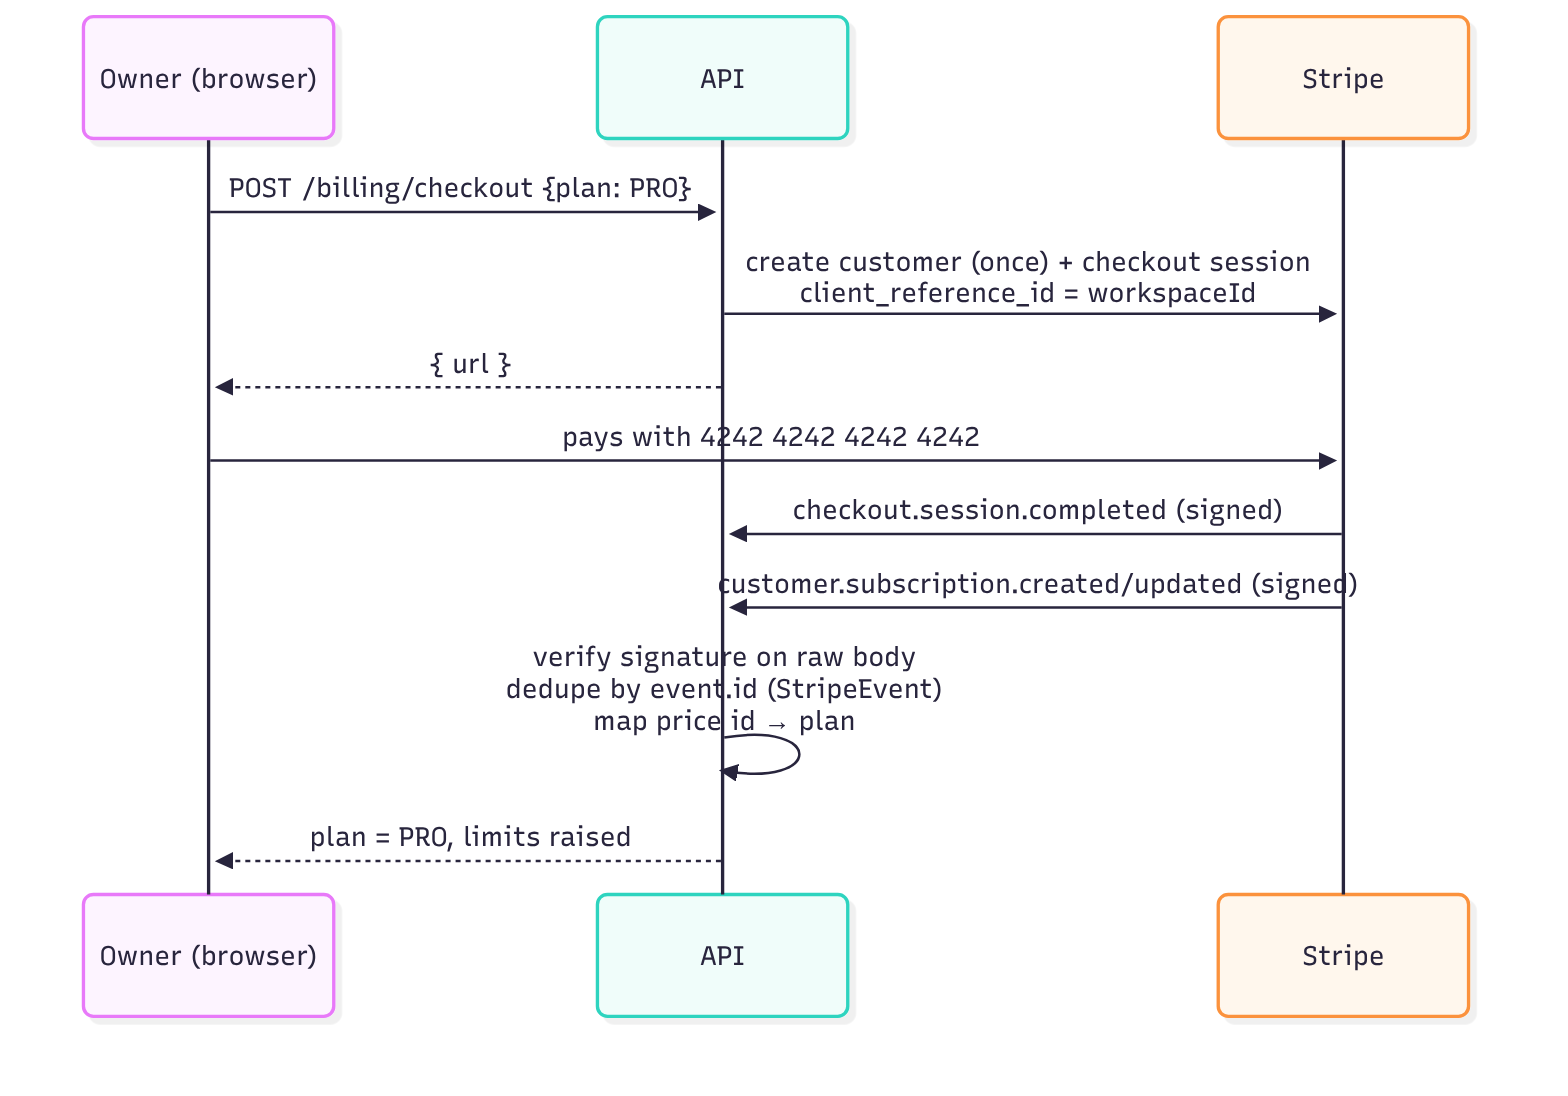 Owner (browser)
API
Stripe
POST /billing/checkout {plan: PRO}
create customer (once) + checkout session
client_reference_id = workspaceId
{ url }
pays with 4242 4242 4242 4242
checkout.session.completed (signed)
customer.subscription.created/updated (signed)
verify signature on raw body
dedupe by event.id (StripeEvent)
map price id → plan
plan = PRO, limits raised
Owner (browser)
API
Stripe